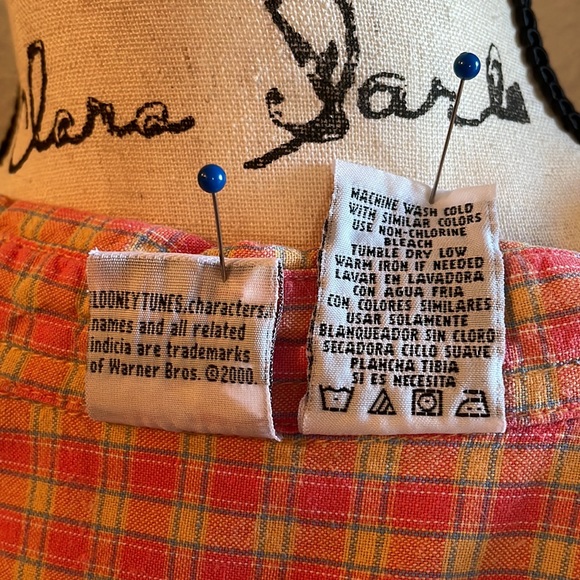 Clara
LOONEY TUNES, characters,
names and all related
indicia are trademarks
of Warner Bros. ©2000.
MACHINE WASH COLD
WITH SIMILAR COLORS
USE NON-CHLORINE
BLEACH
TUMBLE DRY LOW
WARM IRON IF NEEDED
LAVAR EN LAVADORA
CON AGUA FRIA
CON COLORES SIMILARES
USAR SOLAMENTE
BLANQUEADOR SIN CLORO
SECADORA CICLO SUAVE
PLANCHA TIBIA
SI ES NECESITA